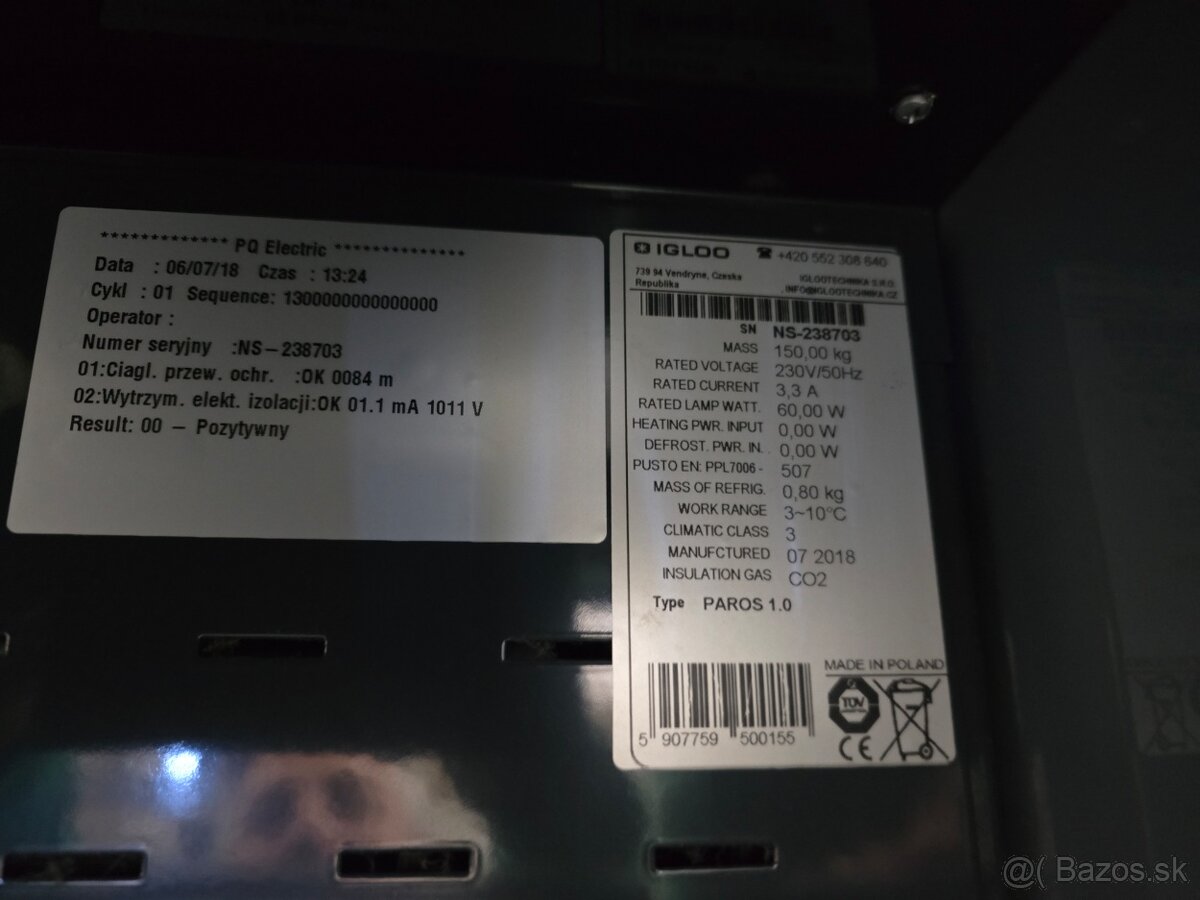 ************* PQ Electric *************
Data : 06/07/18 Czas : 13:24
Cykl : 01 Sequence: 1300000000000000
Operator :
Numer seryjny :NS-238703
01:Ciagl. przew. ochr. :OK 0084 m
02:Wytrzym. elekt. izolacji:OK 01.1 mA 1011 V
Result: 00 - Pozytywny
IGLOO ☎ +420 552 308 640
739 94 Vendryne, Czeska
Republika
IGLOOTECHNIKA S.R.O.
INFO@IGLOOTECHNIKA.CZ
SN NS-238703
MASS 150,00 kg
RATED VOLTAGE 230V/50Hz
RATED CURRENT 3,3 A
RATED LAMP WATT. 60,00 W
HEATING PWR. INPUT 0,00 W
DEFROST. PWR. IN. . 0,00 W
PUSTO EN: PPL7006 - 507
MASS OF REFRIG. 0,80 kg
WORK RANGE 3~10°C
CLIMATIC CLASS 3
MANUFCTURED 07 2018
INSULATION GAS CO2
Type PAROS 1.0
MADE IN POLAND
TÜV
CE
5 907759 500155
@( Bazos.sk